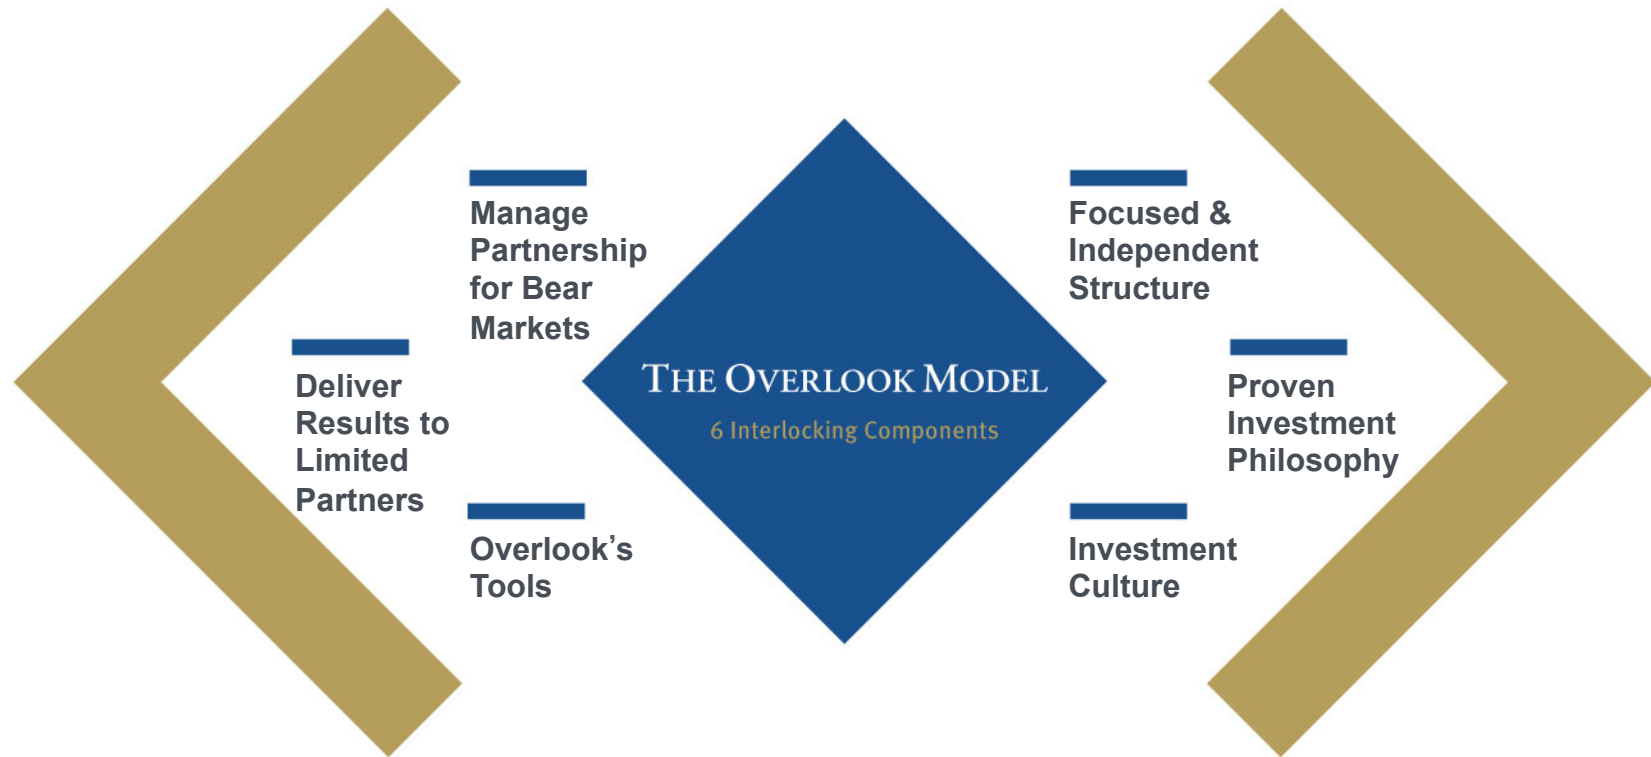 Manage
Partnership
for Bear
Markets
Deliver
Results to
Limited
Partners
Overlook’s
Tools
THE OVERLOOK MODEL
6 Interlocking Components
Focused &
Independent
Structure
Proven
Investment
Philosophy
Investment
Culture